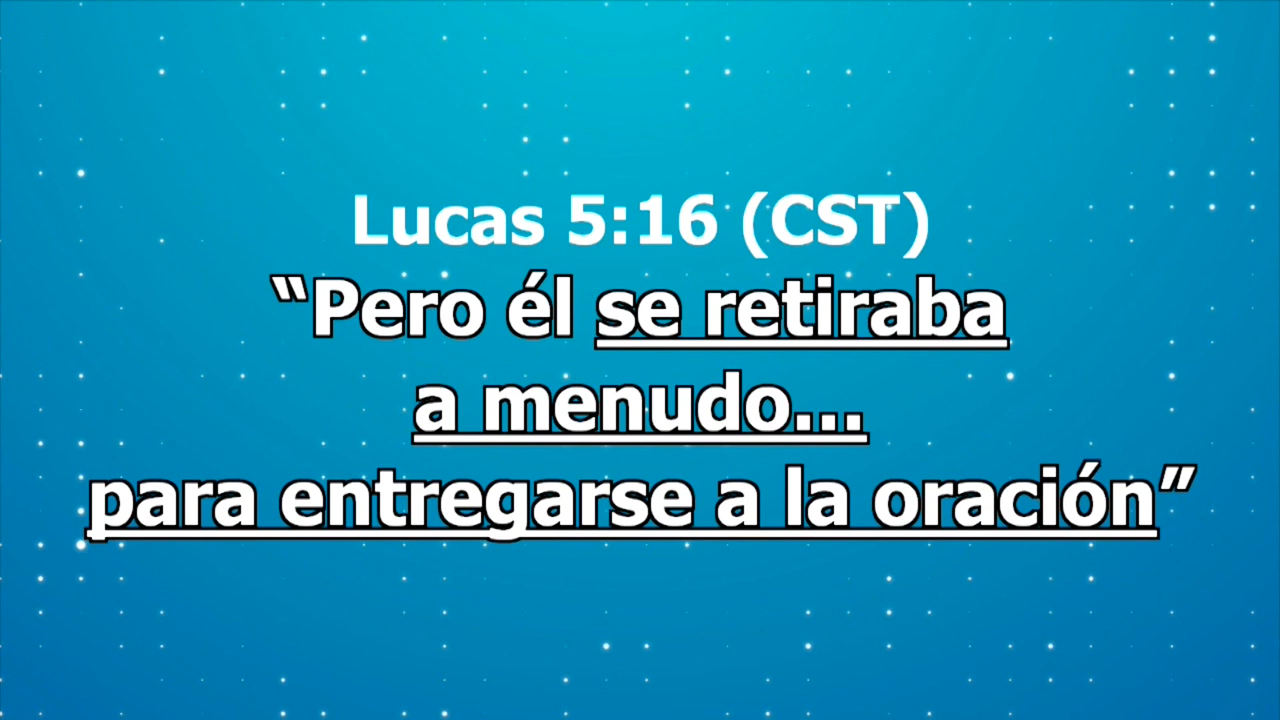 Lucas 5:16 (CST)
“Pero él se retiraba
a menudo...
para entregarse a la oración”